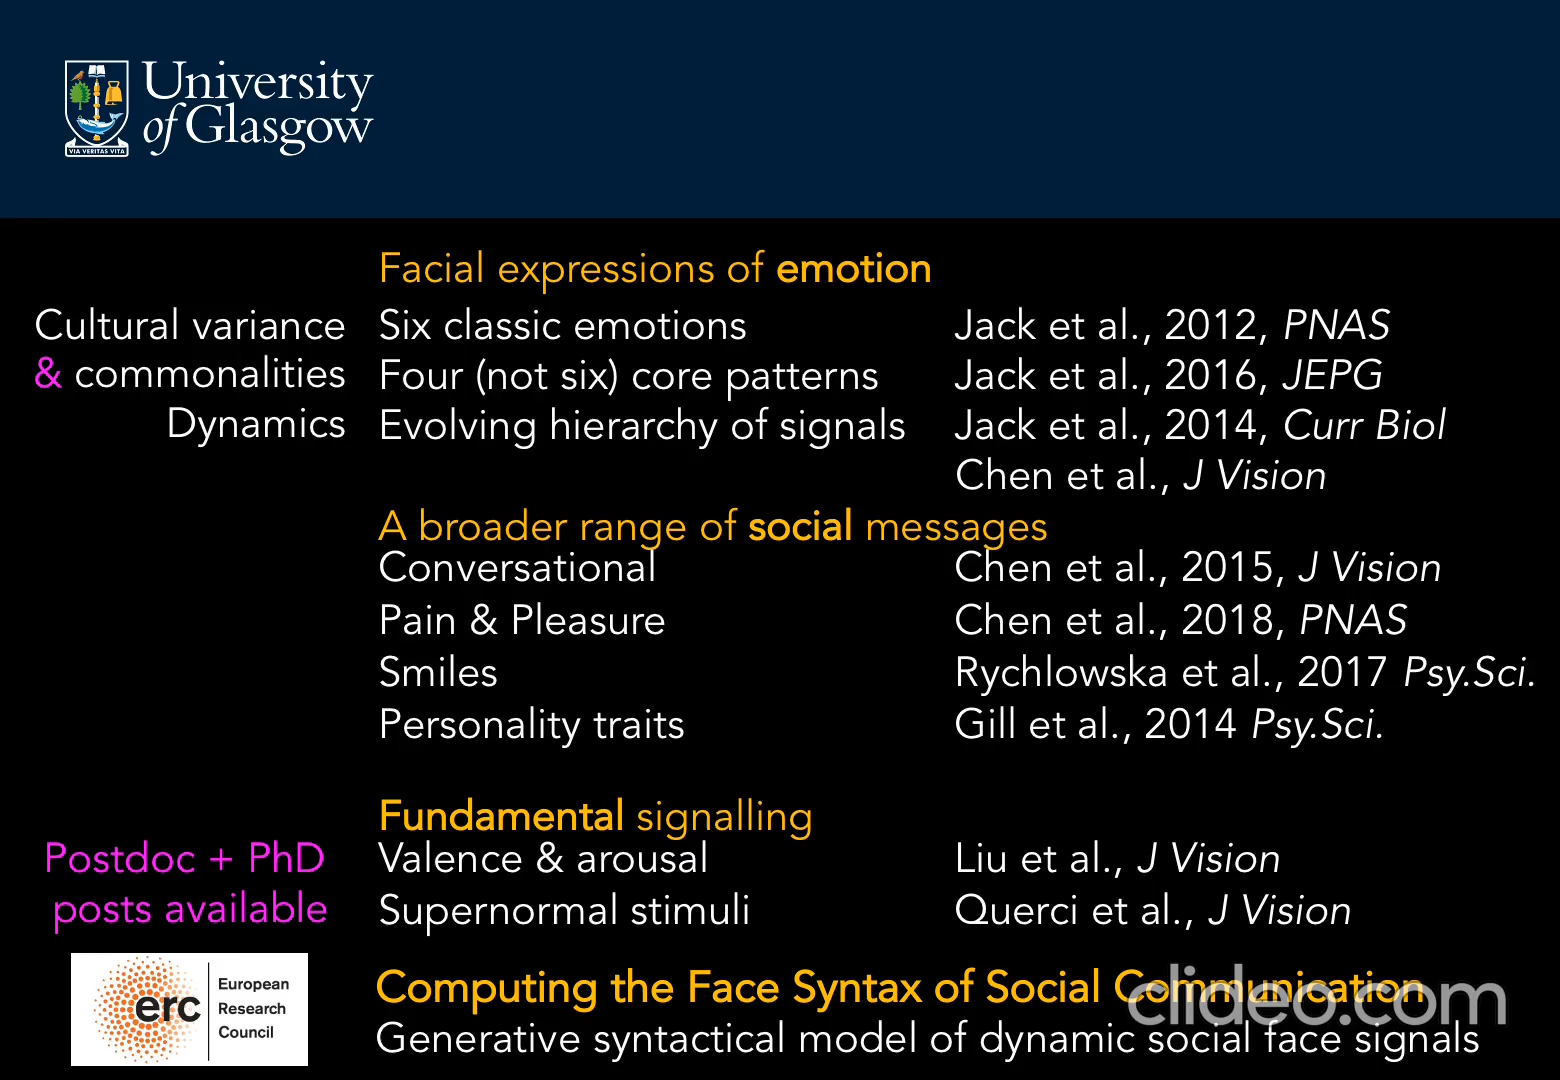 University
of Glasgow
VIA VERITAS VITA
Facial expressions of emotion
Cultural variance Six classic emotions Jack et al., 2012, PNAS
& commonalities Four (not six) core patterns Jack et al., 2016, JEPG
Dynamics Evolving hierarchy of signals Jack et al., 2014, Curr Biol
Chen et al., J Vision
A broader range of social messages
Conversational Chen et al., 2015, J Vision
Pain & Pleasure Chen et al., 2018, PNAS
Smiles Rychlowska et al., 2017 Psy.Sci.
Personality traits Gill et al., 2014 Psy.Sci.
Fundamental signalling
Postdoc + PhD Valence & arousal Liu et al., J Vision
posts available Supernormal stimuli Querci et al., J Vision
erc European
Research
Council
Computing the Face Syntax of Social Communication
clideo.com
Generative syntactical model of dynamic social face signals